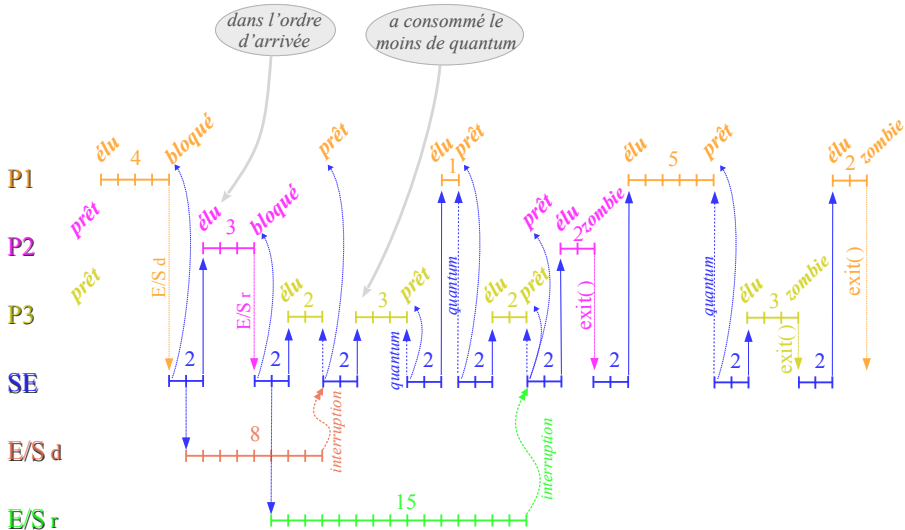 dans l'ordre
d'arrivée
a consommé le
moins de quantum
P1
élu
4
bloqué
prêt
élu
1
prêt
élu
5
prêt
élu
2
zombie
P2
prêt
élu
3
bloqué
prêt
élu
2
zombie
P3
prêt
E/S d
E/S r
élu
2
3
prêt
quantum
quantum
élu
2
prêt
exit()
quantum
élu
3
zombie
exit()
exit()
SE
2
2
2
2
2
2
2
2
2
2
E/S d
8
interruption
E/S r
15
interruption